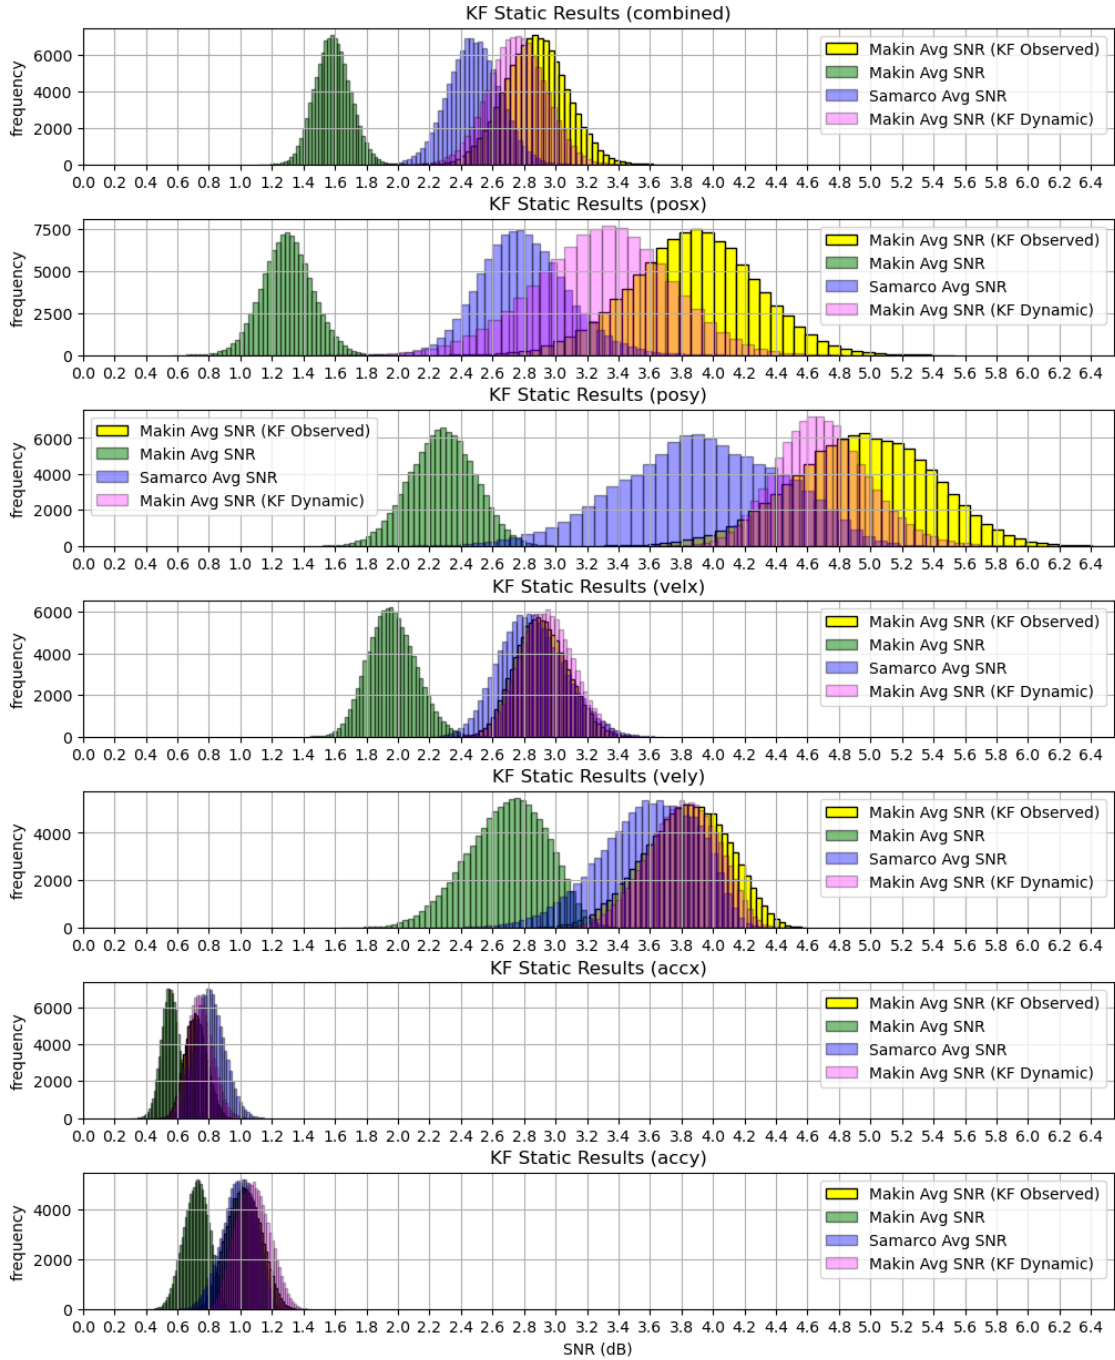 KF Static Results (combined)
frequency
6000
4000
2000
0
Makin Avg SNR (KF Observed)
Makin Avg SNR
Samarco Avg SNR
Makin Avg SNR (KF Dynamic)
0.0 0.2 0.4 0.6 0.8 1.0 1.2 1.4 1.6 1.8 2.0 2.2 2.4 2.6 2.8 3.0 3.2 3.4 3.6 3.8 4.0 4.2 4.4 4.6 4.8 5.0 5.2 5.4 5.6 5.8 6.0 6.2 6.4
KF Static Results (posx)
frequency
7500
5000
2500
0
Makin Avg SNR (KF Observed)
Makin Avg SNR
Samarco Avg SNR
Makin Avg SNR (KF Dynamic)
0.0 0.2 0.4 0.6 0.8 1.0 1.2 1.4 1.6 1.8 2.0 2.2 2.4 2.6 2.8 3.0 3.2 3.4 3.6 3.8 4.0 4.2 4.4 4.6 4.8 5.0 5.2 5.4 5.6 5.8 6.0 6.2 6.4
KF Static Results (posy)
frequency
6000
4000
2000
0
Makin Avg SNR (KF Observed)
Makin Avg SNR
Samarco Avg SNR
Makin Avg SNR (KF Dynamic)
0.0 0.2 0.4 0.6 0.8 1.0 1.2 1.4 1.6 1.8 2.0 2.2 2.4 2.6 2.8 3.0 3.2 3.4 3.6 3.8 4.0 4.2 4.4 4.6 4.8 5.0 5.2 5.4 5.6 5.8 6.0 6.2 6.4
KF Static Results (velx)
frequency
6000
4000
2000
0
Makin Avg SNR (KF Observed)
Makin Avg SNR
Samarco Avg SNR
Makin Avg SNR (KF Dynamic)
0.0 0.2 0.4 0.6 0.8 1.0 1.2 1.4 1.6 1.8 2.0 2.2 2.4 2.6 2.8 3.0 3.2 3.4 3.6 3.8 4.0 4.2 4.4 4.6 4.8 5.0 5.2 5.4 5.6 5.8 6.0 6.2 6.4
KF Static Results (vely)
frequency
4000
2000
0
Makin Avg SNR (KF Observed)
Makin Avg SNR
Samarco Avg SNR
Makin Avg SNR (KF Dynamic)
0.0 0.2 0.4 0.6 0.8 1.0 1.2 1.4 1.6 1.8 2.0 2.2 2.4 2.6 2.8 3.0 3.2 3.4 3.6 3.8 4.0 4.2 4.4 4.6 4.8 5.0 5.2 5.4 5.6 5.8 6.0 6.2 6.4
KF Static Results (accx)
frequency
6000
4000
2000
0
Makin Avg SNR (KF Observed)
Makin Avg SNR
Samarco Avg SNR
Makin Avg SNR (KF Dynamic)
0.0 0.2 0.4 0.6 0.8 1.0 1.2 1.4 1.6 1.8 2.0 2.2 2.4 2.6 2.8 3.0 3.2 3.4 3.6 3.8 4.0 4.2 4.4 4.6 4.8 5.0 5.2 5.4 5.6 5.8 6.0 6.2 6.4
KF Static Results (accy)
frequency
4000
2000
0
Makin Avg SNR (KF Observed)
Makin Avg SNR
Samarco Avg SNR
Makin Avg SNR (KF Dynamic)
0.0 0.2 0.4 0.6 0.8 1.0 1.2 1.4 1.6 1.8 2.0 2.2 2.4 2.6 2.8 3.0 3.2 3.4 3.6 3.8 4.0 4.2 4.4 4.6 4.8 5.0 5.2 5.4 5.6 5.8 6.0 6.2 6.4
SNR (dB)